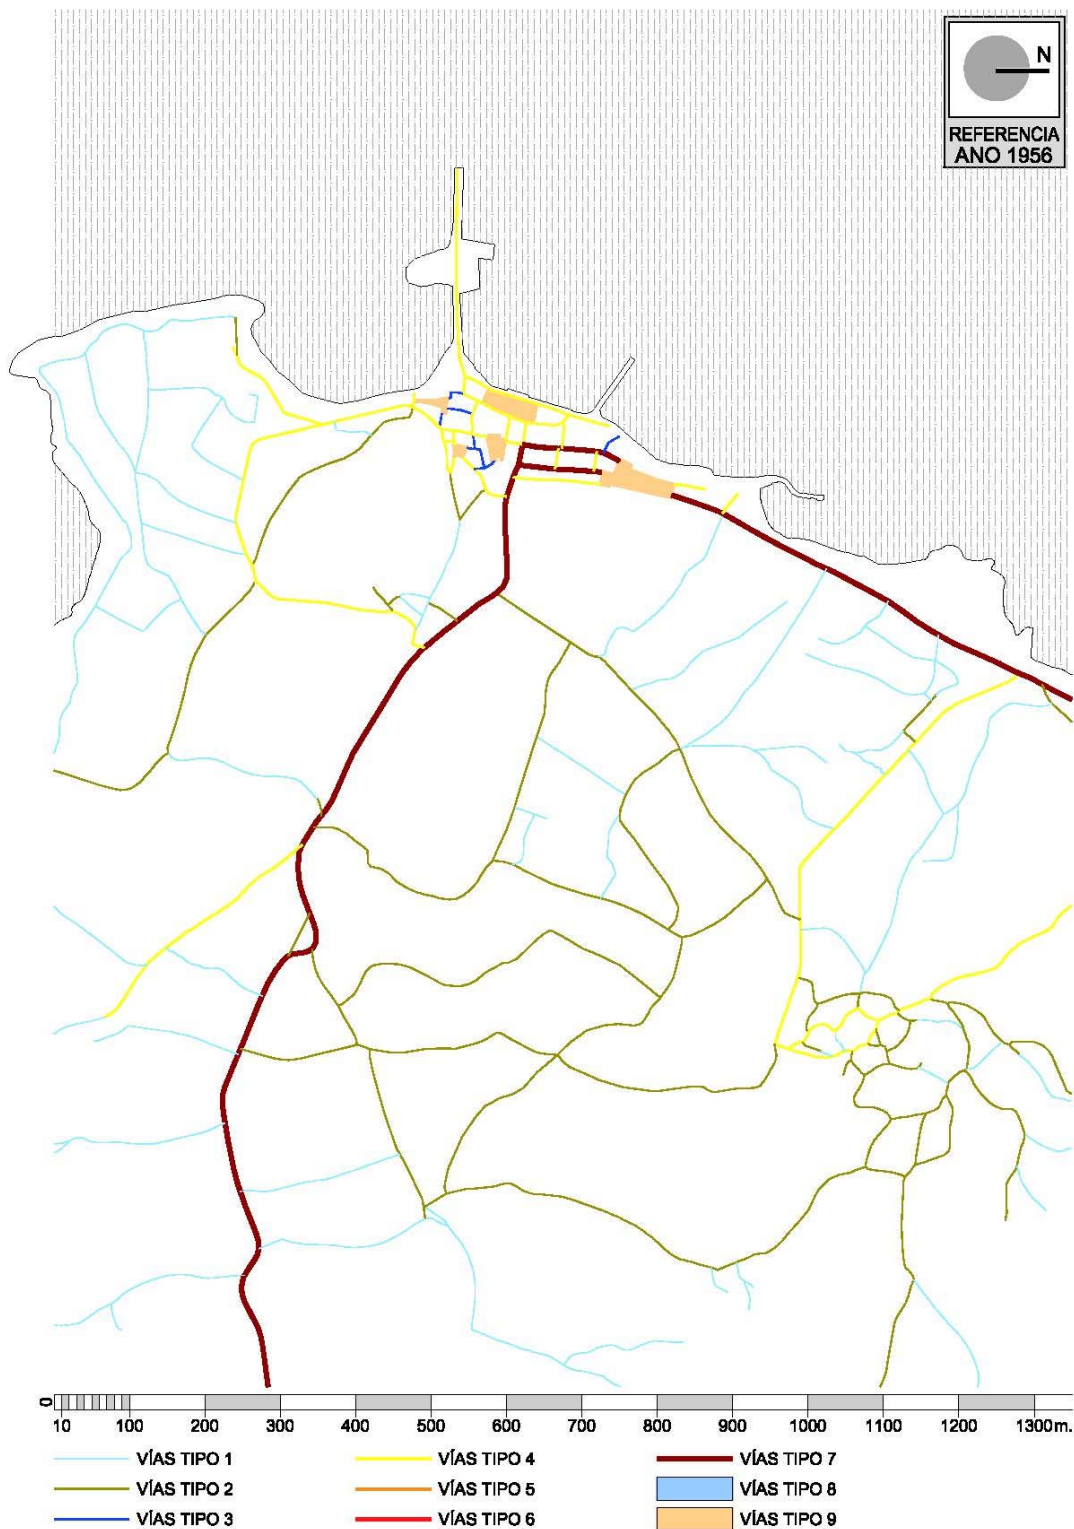 N
REFERENCIA
ANO 1956
0
10 100 200 300 400 500 600 700 800 900 1000 1100 1200 1300m.
VÍAS TIPO 1 VÍAS TIPO 4 VÍAS TIPO 7
VÍAS TIPO 2 VÍAS TIPO 5 VÍAS TIPO 8
VÍAS TIPO 3 VÍAS TIPO 6 VÍAS TIPO 9